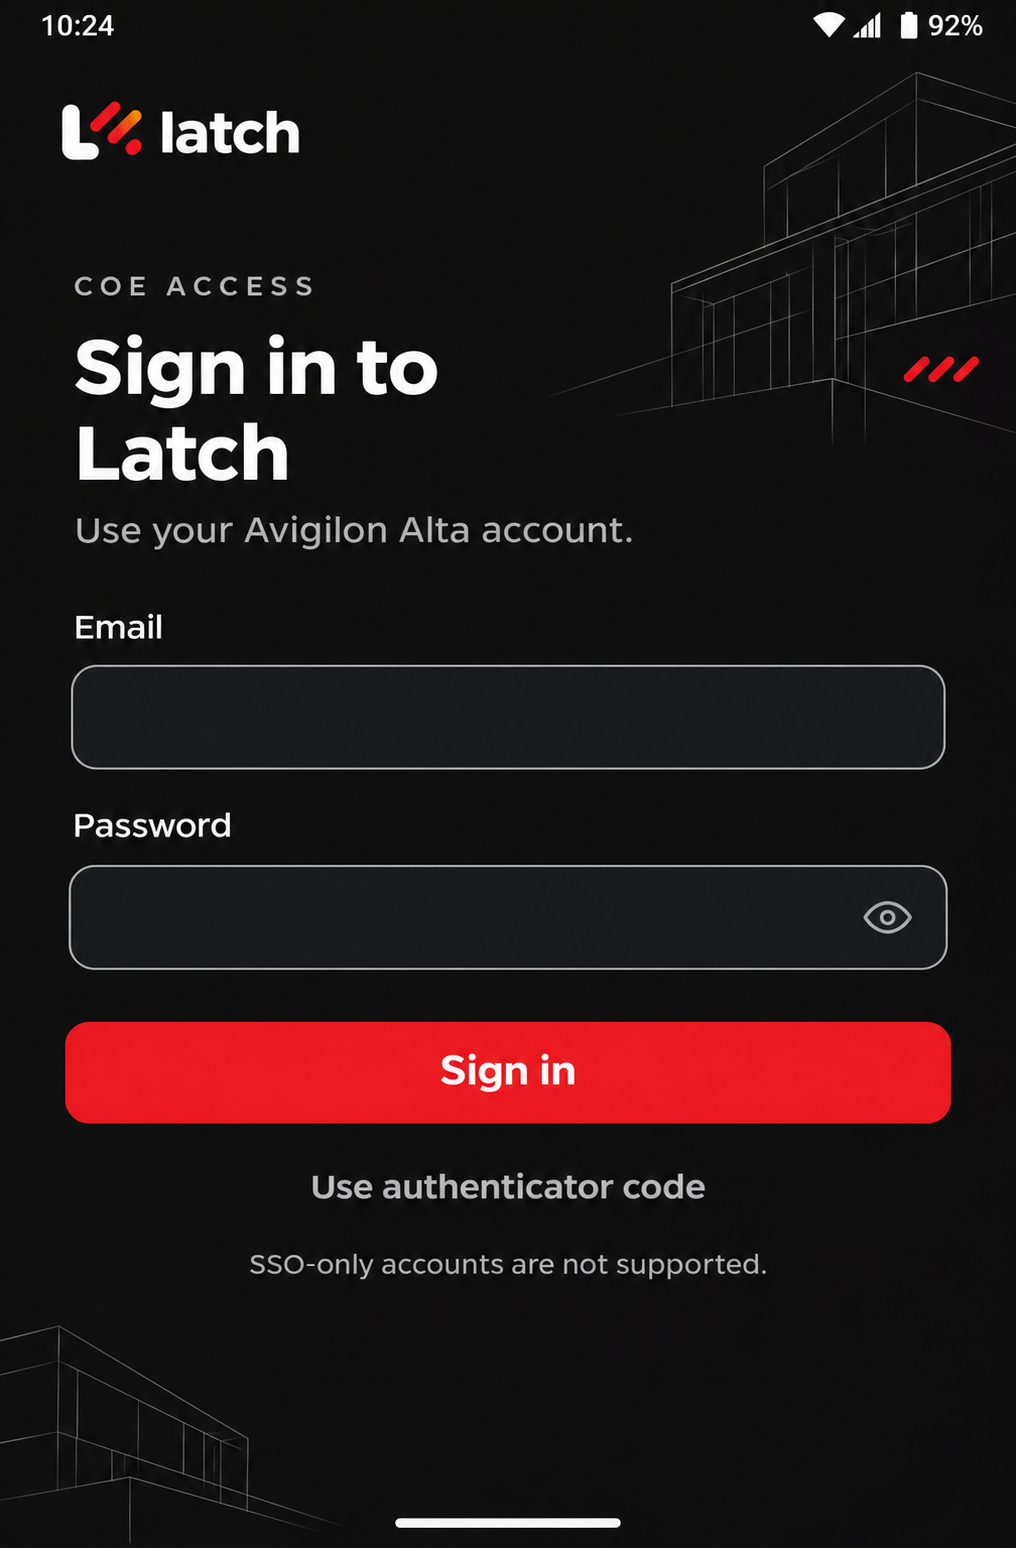 10:24
92%
latch
COE ACCESS
Sign in to
Latch
Use your Avigilon Alta account.
Email
Password
Sign in
Use authenticator code
SSO-only accounts are not supported.